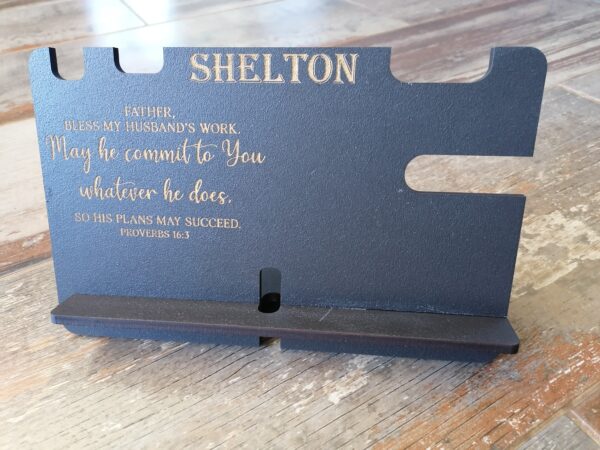 SHELTON
FATHER,
BLESS MY HUSBAND'S WORK.
May he commit to You
whatever he does,
SO HIS PLANS MAY SUCCEED.
PROVERBS 16:3